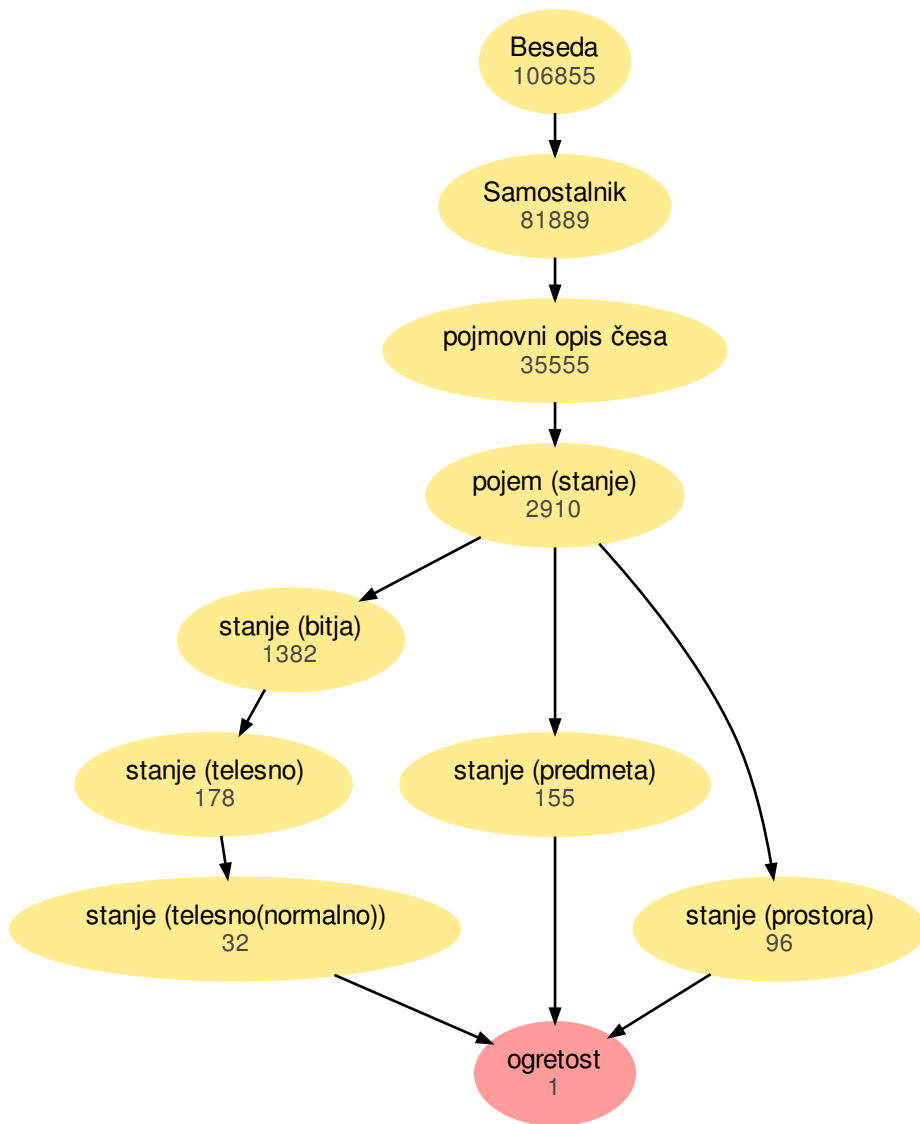 Beseda
106855
Samostalnik
81889
pojmovni opis česa
35555
pojem (stanje)
2910
stanje (bitja)
1382
stanje (telesno)
178
stanje (predmeta)
155
stanje (telesno(normalno))
32
stanje (prostora)
96
ogretost
1